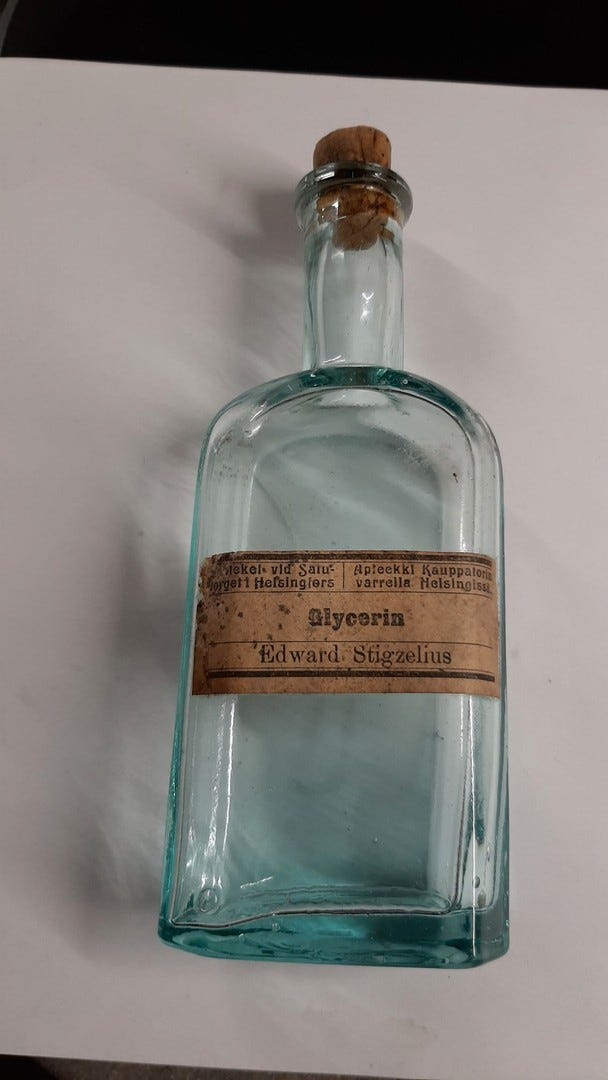 vid Salu-
torget i Helsingfors
Apteekki Kauppatorin
varrella Helsingissä.
Glycerin
Edward Stigzelius